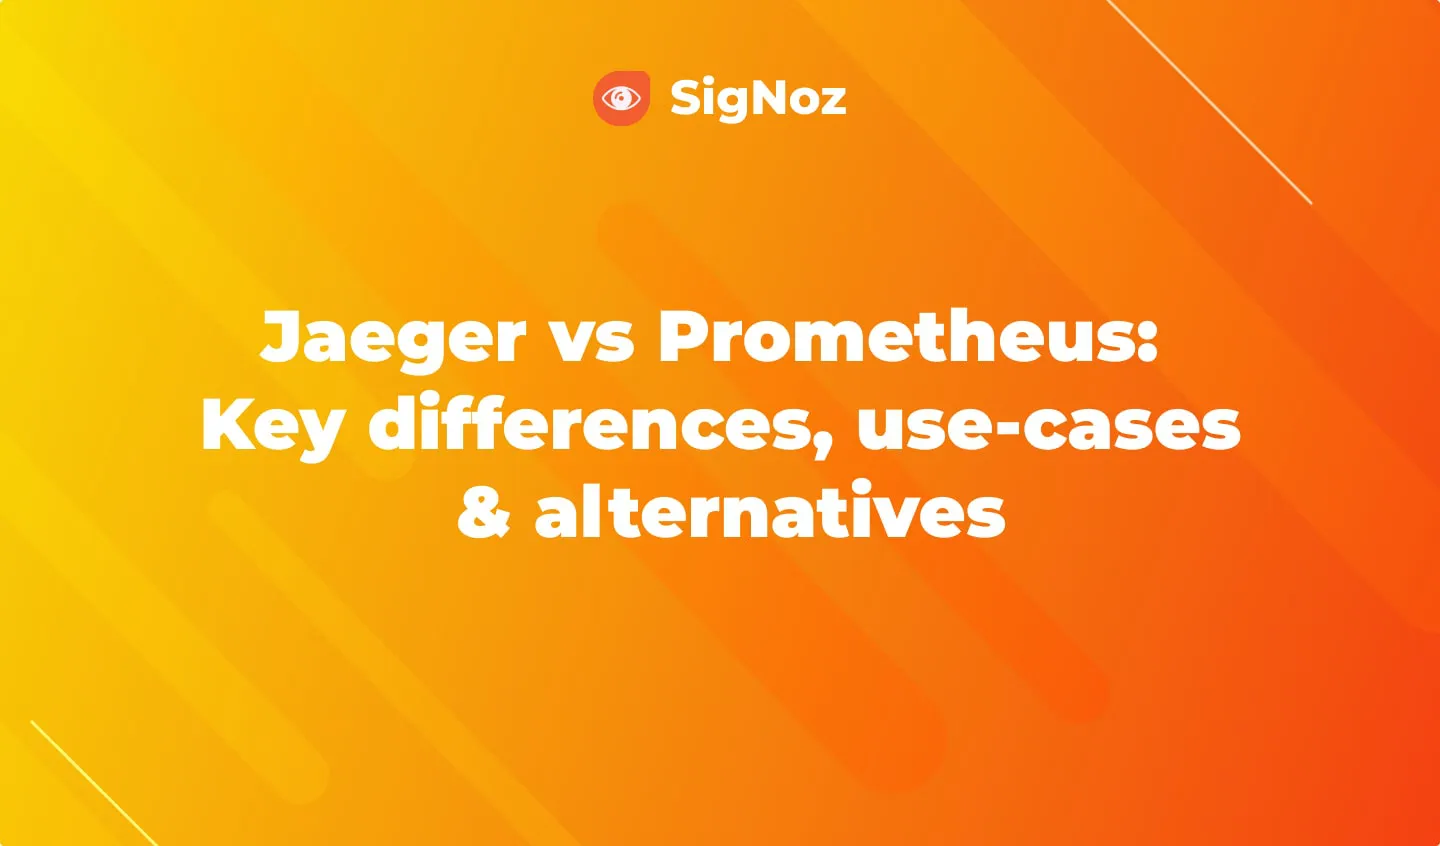 SigNoz
Jaeger vs Prometheus:
Key differences, use-cases
& alternatives